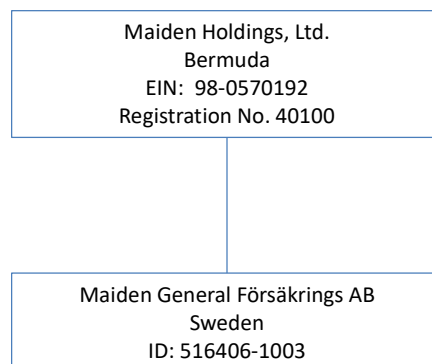 Maiden Holdings, Ltd.
Bermuda
EIN:  98-0570192
Registration No. 40100
Maiden General Försäkrings AB
Sweden
ID: 516406-1003